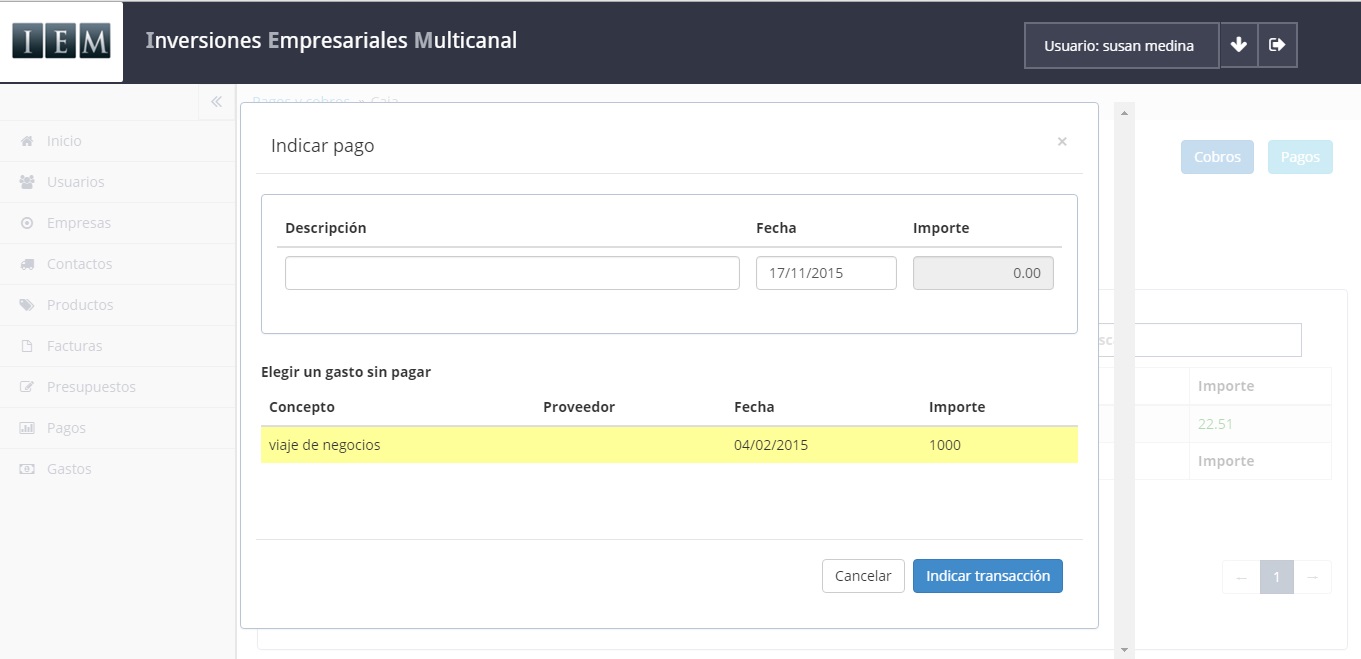 IEM
Inversiones Empresariales Multicanal
Usuario: susan medina
Pagos y cobros Caja
Inicio
Usuarios
Empresas
Contactos
Productos
Facturas
Presupuestos
Pagos
Gastos
Cobros
Pagos
Indicar pago
×
Descripción Fecha Importe
17/11/2015 0.00
Elegir un gasto sin pagar
Concepto Proveedor Fecha Importe
viaje de negocios 04/02/2015 1000
Cancelar
Indicar transacción
Importe
22.51
Importe
← 1 →